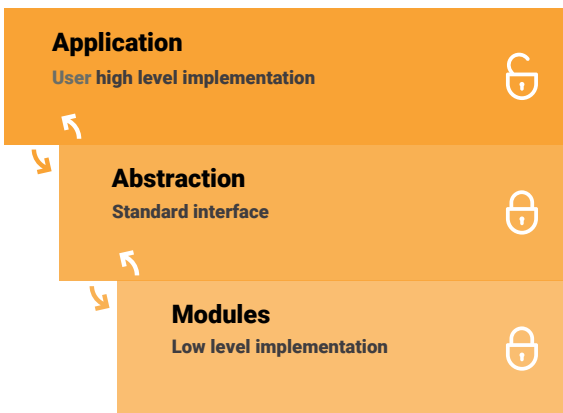 Application
User high level implementation
Abstraction
Standard interface
Modules
Low level implementation